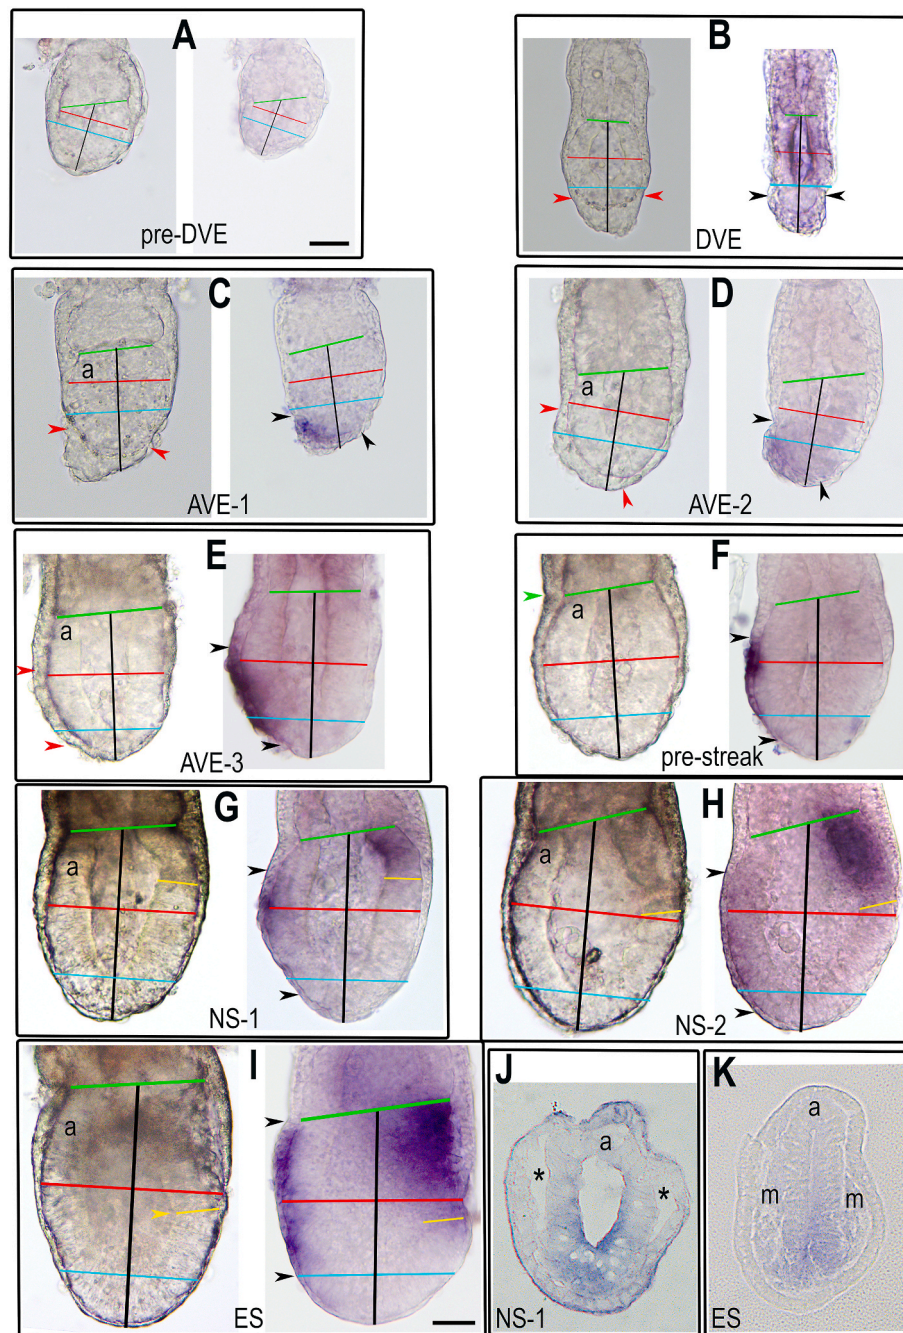 A
pre-DVE
B
DVE
C
a
AVE-1
D
a
AVE-2
E
a
AVE-3
F
a
pre-streak
G
a
NS-1
H
a
NS-2
I
a
ES
J
a
*
*
NS-1
K
a
m
m
ES